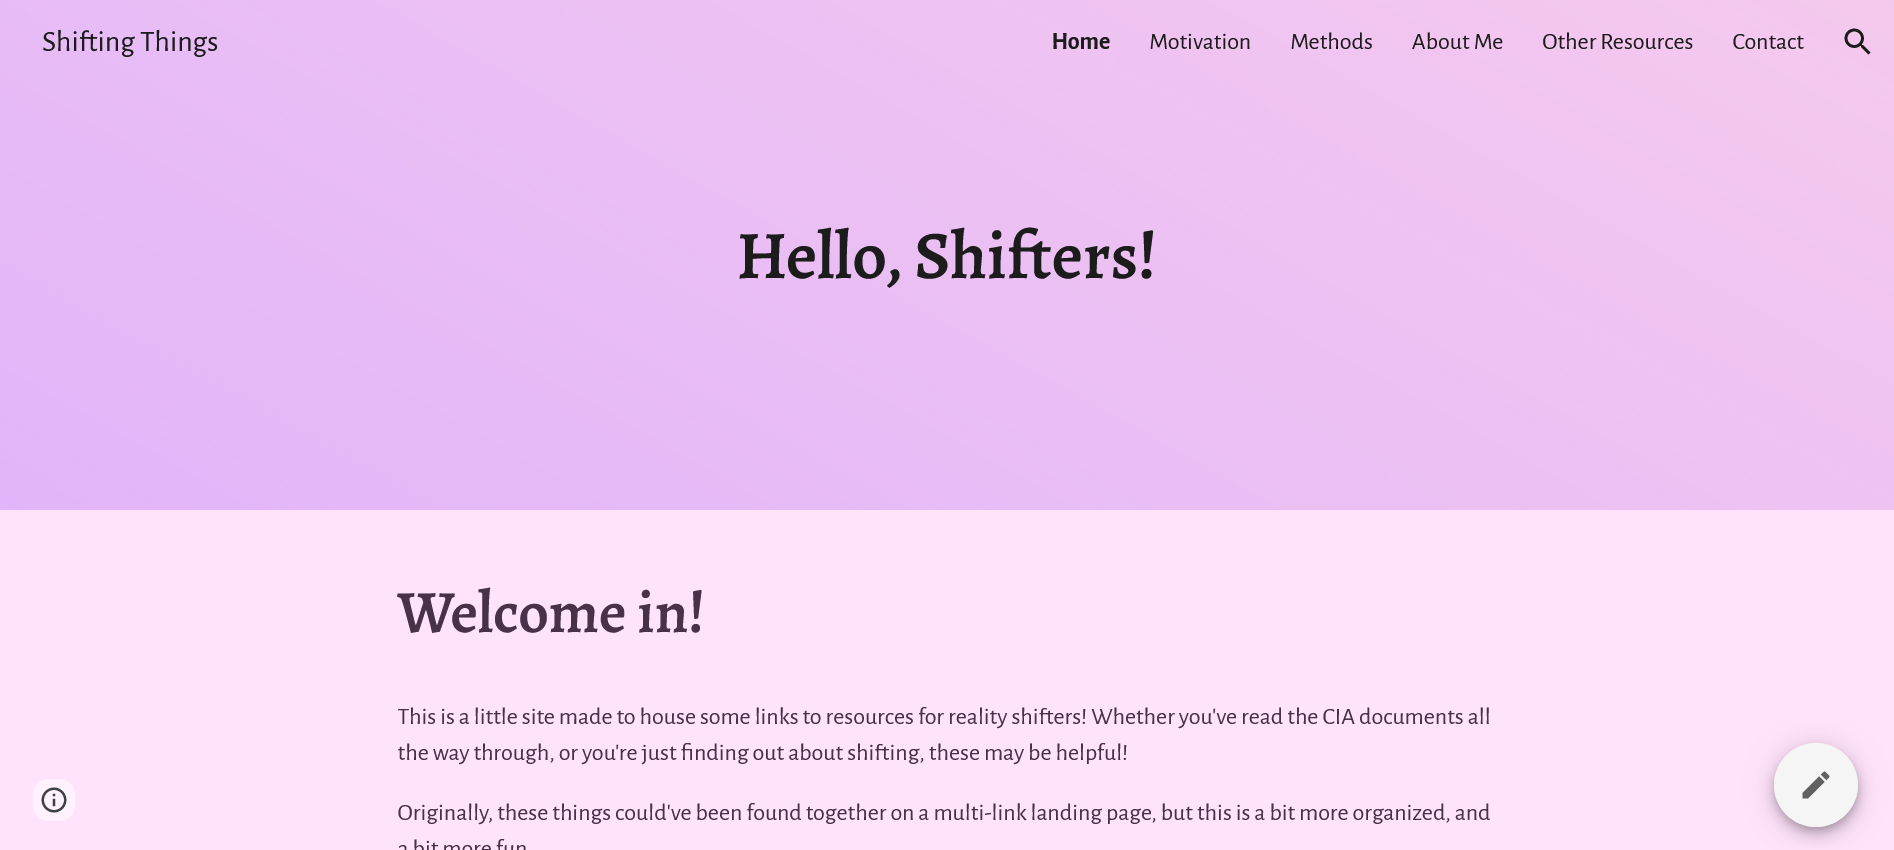 Shifting Things
Home Motivation Methods About Me Other Resources Contact
Hello, Shifters!
Welcome in!
This is a little site made to house some links to resources for reality shifters! Whether you've read the CIA documents all
the way through, or you're just finding out about shifting, these may be helpful!
Originally, these things could've been found together on a multi-link landing page, but this is a bit more organized, and
a bit more fun.